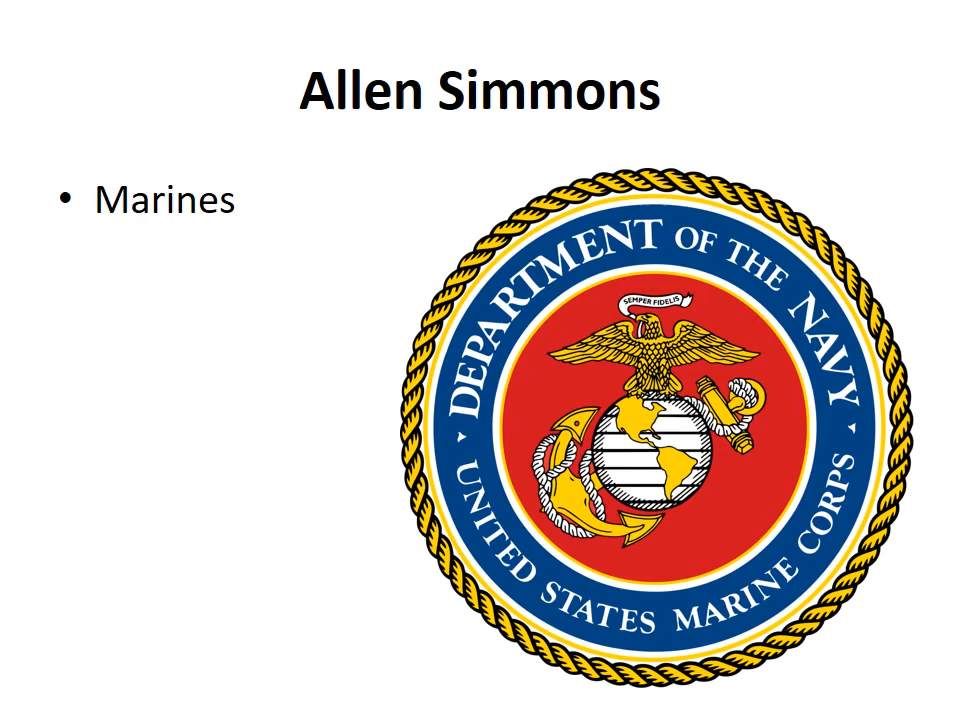 Allen Simmons
• Marines
DEPARTMENT OF THE NAVY
SEMPER FIDELIS
UNITED STATES MARINE CORPS